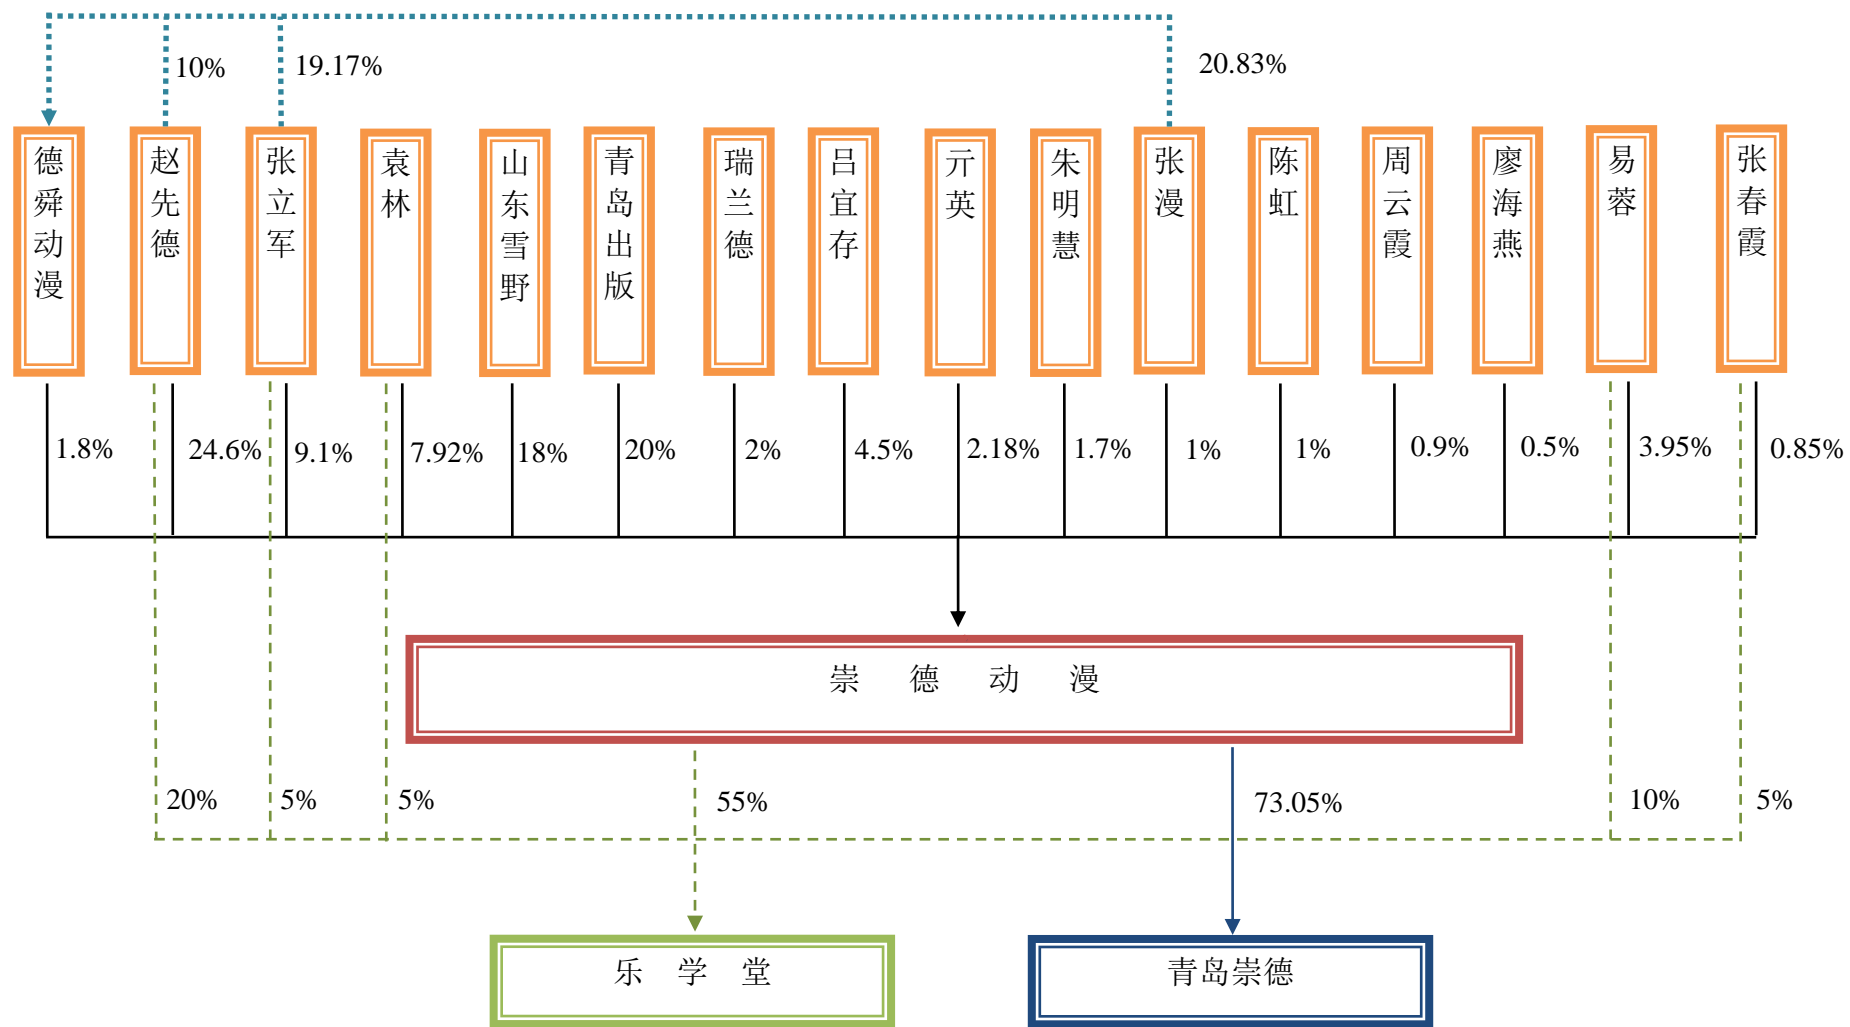 10%
19.17%
20.83%
德舜动漫
赵先德
张立军
袁林
山东雪野
青岛出版
瑞兰德
吕宜存
亓英
朱明慧
张漫
陈虹
周云霞
廖海燕
易蓉
张春霞
1.8%
24.6%
9.1%
7.92%
18%
20%
2%
4.5%
2.18%
1.7%
1%
1%
0.9%
0.5%
3.95%
0.85%
崇德动漫
20%
5%
5%
55%
73.05%
10%
5%
乐学堂
青岛崇德